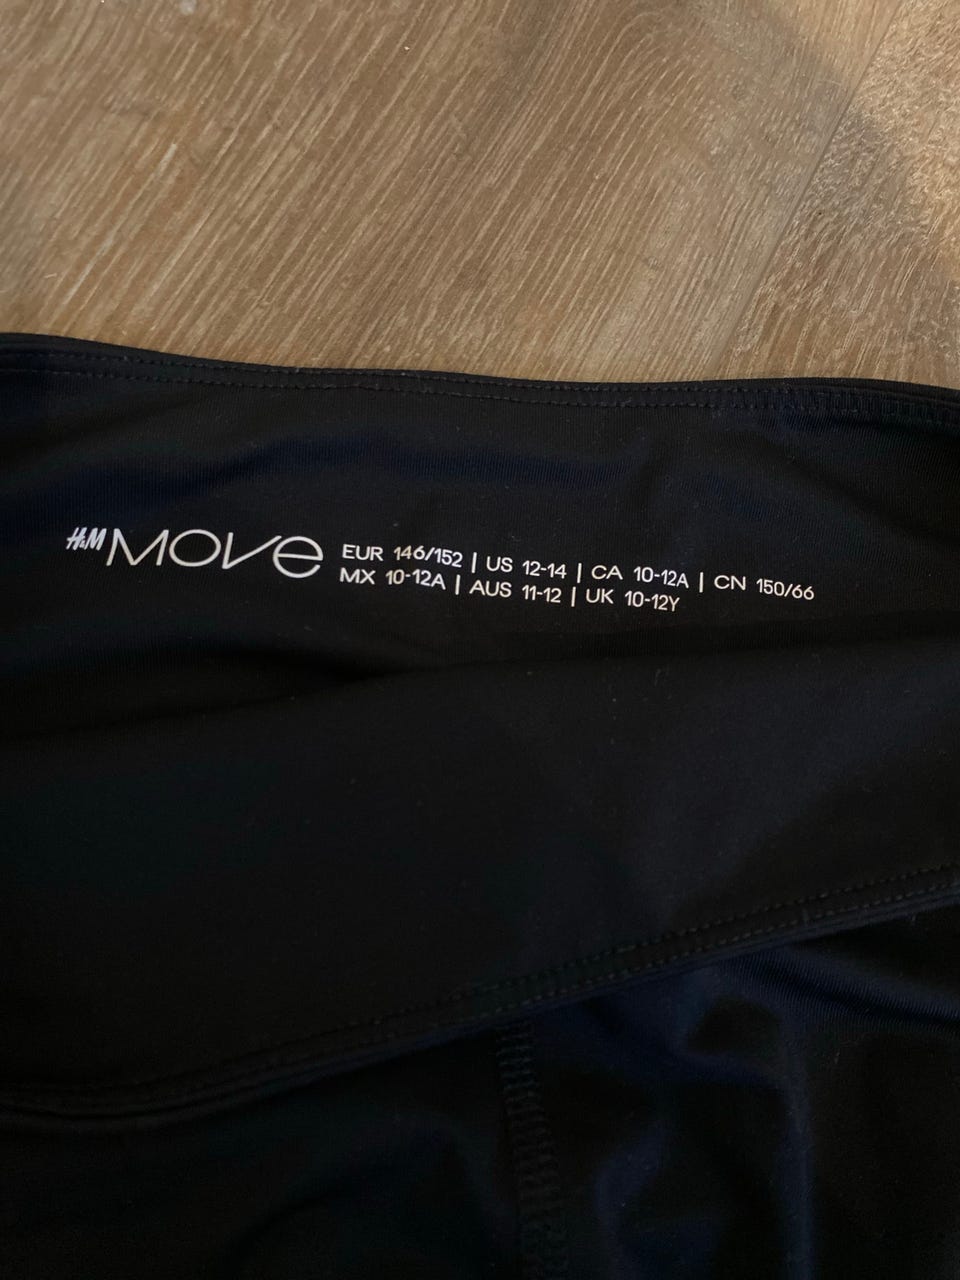 H&M MOVE
EUR 146/152 | US 12-14 | CA 10-12A | CN 150/66
MX 10-12A | AUS 11-12 | UK 10-12Y